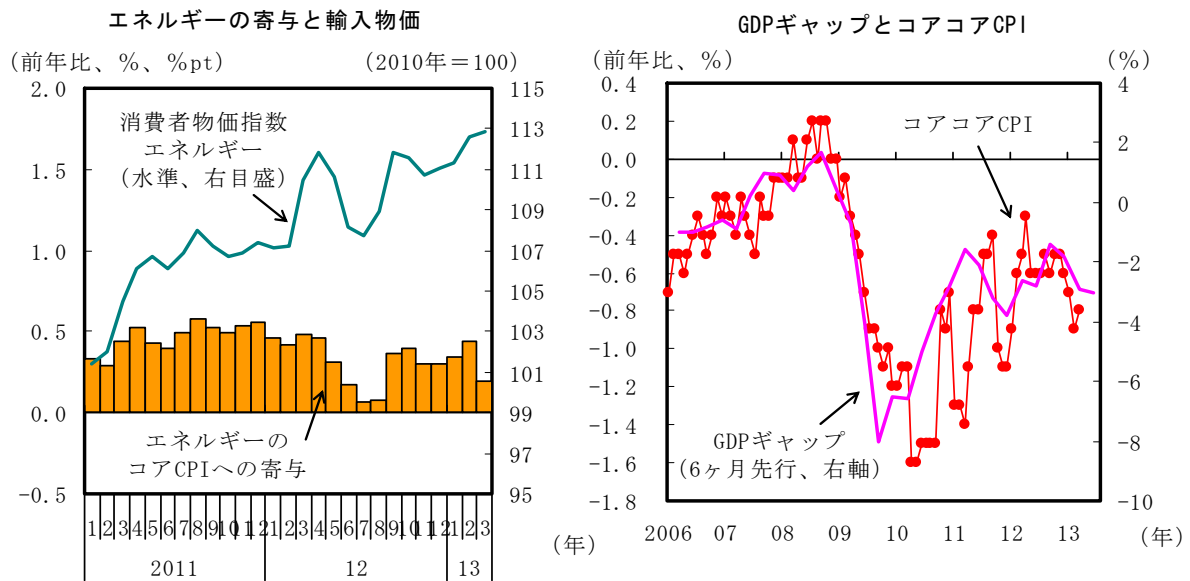 エネルギーの寄与と輸入物価
（前年比、%、%pt）
（2010年＝100）
2.0
1.5
1.0
0.5
0.0
-0.5
115
113
111
109
107
105
103
101
99
97
95
消費者物価指数
エネルギー
（水準、右目盛）
エネルギーの
コアCPIへの寄与
1 2 3 4 5 6 7 8 9 10 11 12 1 2 3 4 5 6 7 8 9 10 11 12 1 2 3
2011 12 13
（年）
GDPギャップとコアコアCPI
（前年比、%）
（%）
0.4
0.2
0.0
-0.2
-0.4
-0.6
-0.8
-1.0
-1.2
-1.4
-1.6
-1.8
4
2
0
-2
-4
-6
-8
-10
コアコアCPI
GDPギャップ
（6ヶ月先行、右軸）
2006 07 08 09 10 11 12 13
（年）